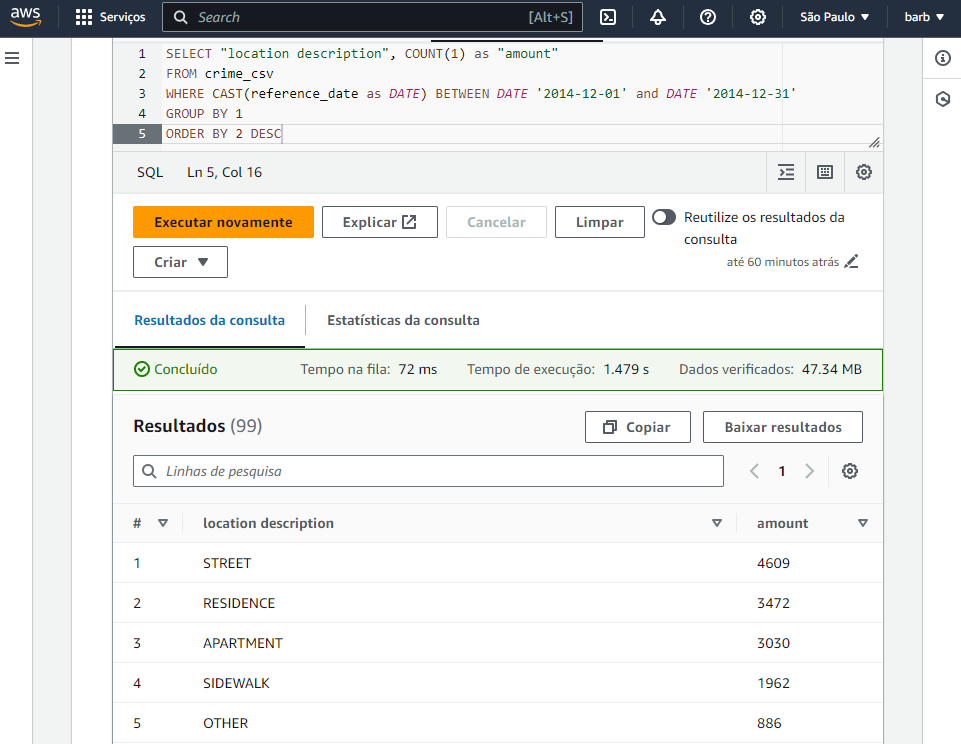 aws Serviços Search [Alt+S] São Paulo ▼ barb ▼
1 SELECT "location description", COUNT(1) as "amount"
2 FROM crime_csv
3 WHERE CAST(reference_date as DATE) BETWEEN DATE '2014-12-01' and DATE '2014-12-31'
4 GROUP BY 1
5 ORDER BY 2 DESC
SQL Ln 5, Col 16
Executar novamente Explicar Cancelar Limpar Reutilize os resultados da
consulta
Criar ▼ até 60 minutos atrás
Resultados da consulta Estatísticas da consulta
Concluído Tempo na fila: 72 ms Tempo de execução: 1.479 s Dados verificados: 47.34 MB
Resultados (99) Copiar Baixar resultados
Linhas de pesquisa 1
# location description amount
1 STREET 4609
2 RESIDENCE 3472
3 APARTMENT 3030
4 SIDEWALK 1962
5 OTHER 886